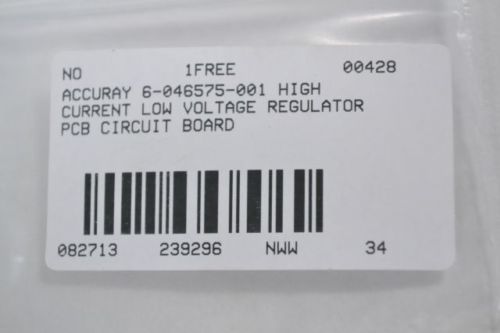 NO 1FREE 00428
ACCURAY 6-046575-001 HIGH
CURRENT LOW VOLTAGE REGULATOR
PCB CIRCUIT BOARD
082713 239296 NWW 34